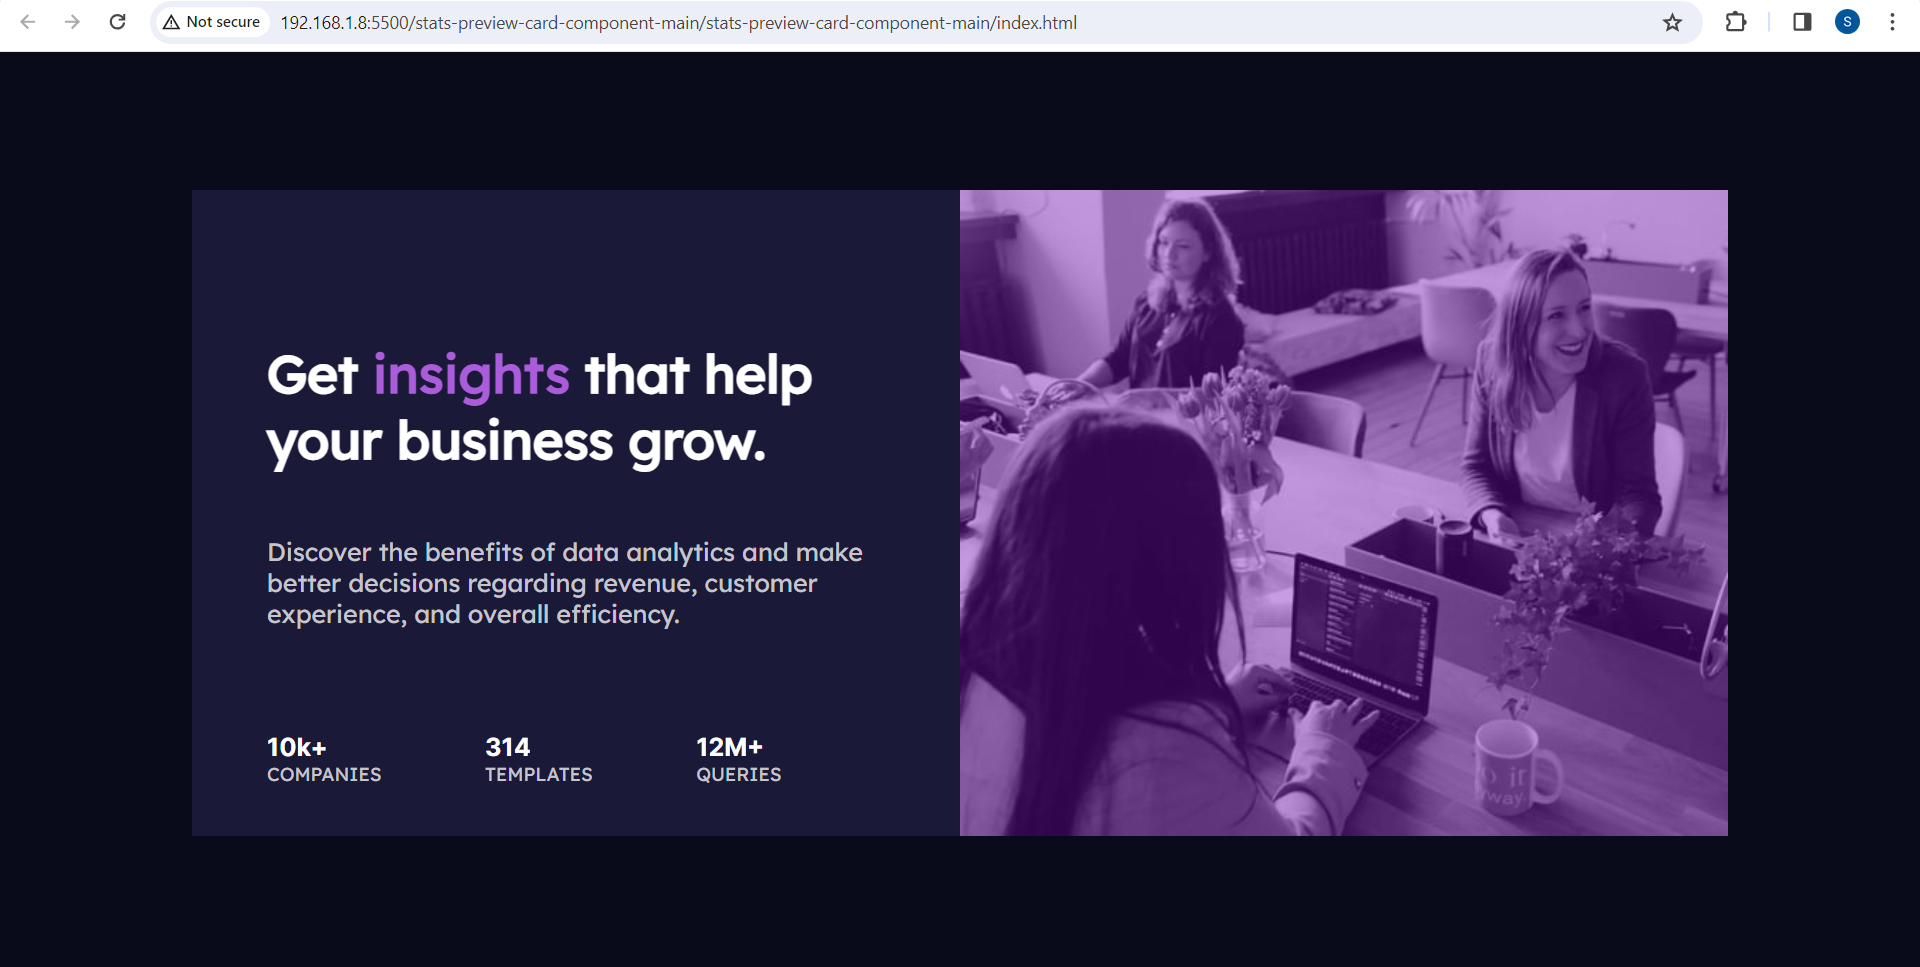 Not secure 192.168.1.8:5500/stats-preview-card-component-main/stats-preview-card-component-main/index.html
S
Get insights that help
your business grow.
Discover the benefits of data analytics and make
better decisions regarding revenue, customer
experience, and overall efficiency.
10k+ 314 12M+
COMPANIES TEMPLATES QUERIES